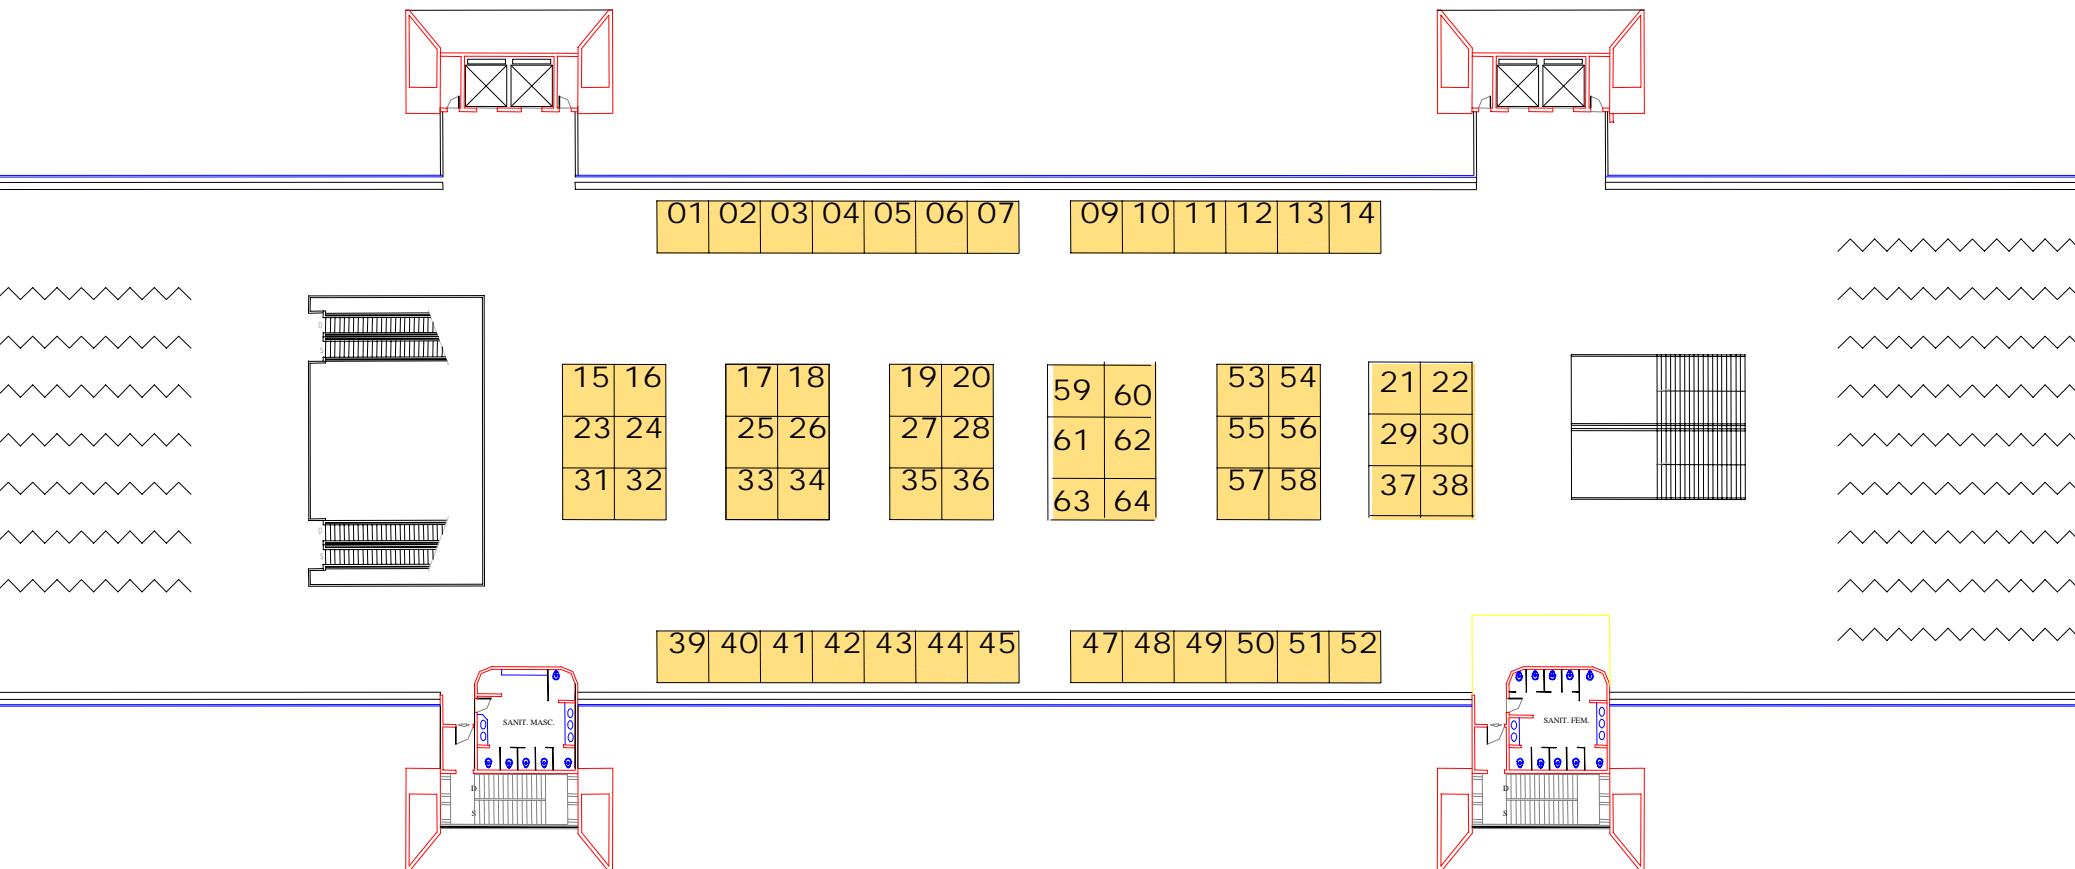 01 02 03 04 05 06 07 09 10 11 12 13 14
D
S
15 16 17 18 19 20 59 60 53 54 21 22
23 24 25 26 27 28 61 62 55 56 29 30
31 32 33 34 35 36 63 64 57 58 37 38
D
S
39 40 41 42 43 44 45 47 48 49 50 51 52
SANIT. MASC. SANIT. FEM.
D D
S S